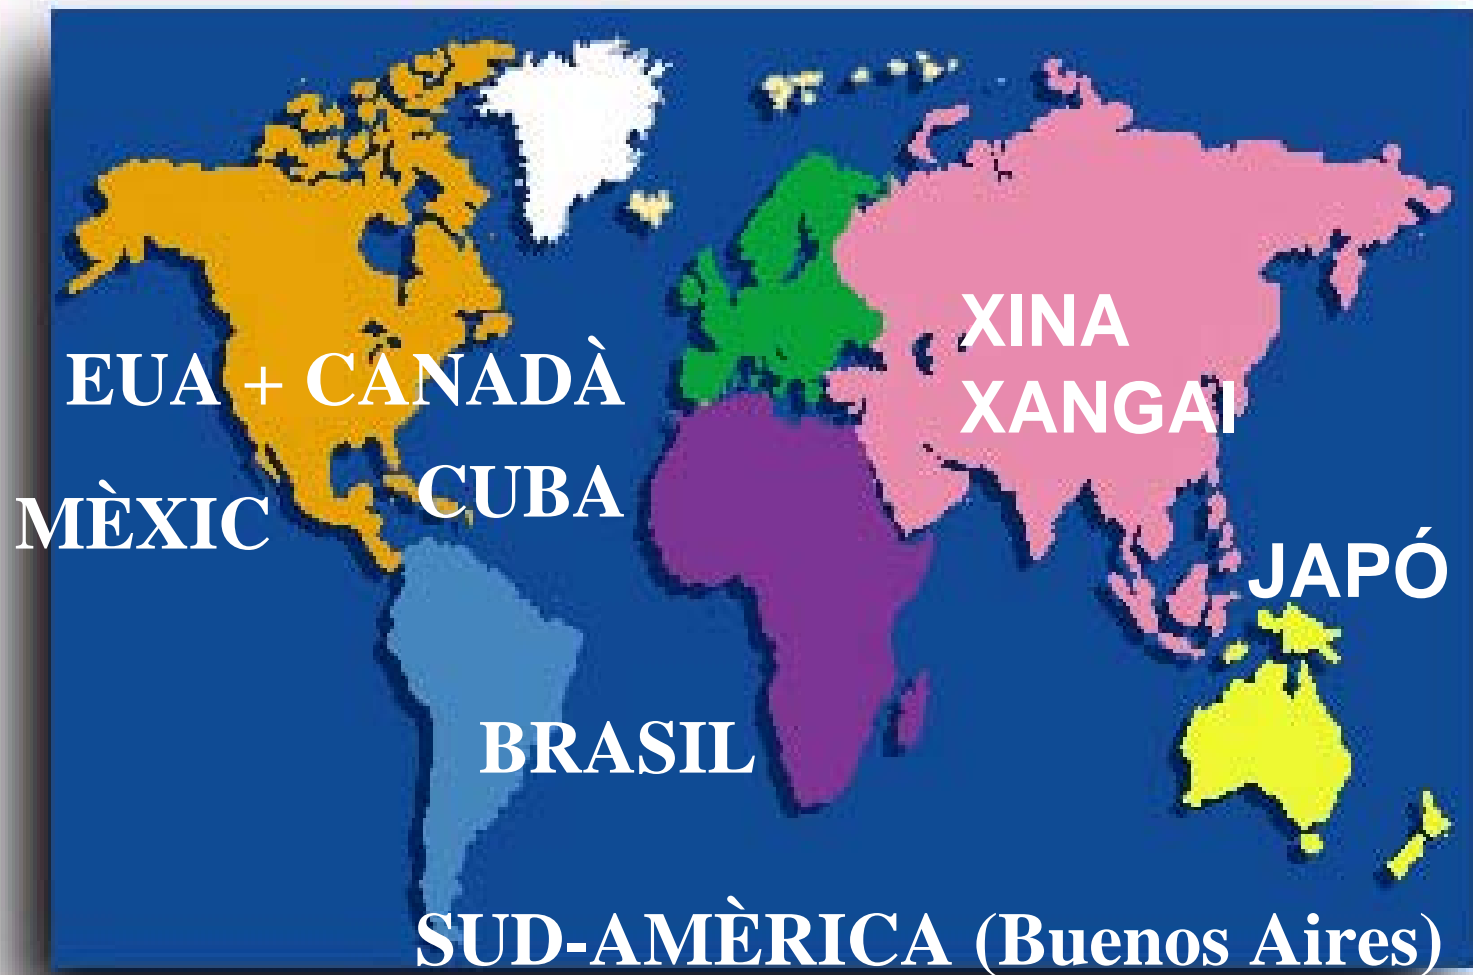 XINA
XANGAI
EUA + CANADÀ
CUBA
MÈXIC
JAPÓ
BRASIL
SUD-AMÈRICA (Buenos Aires)